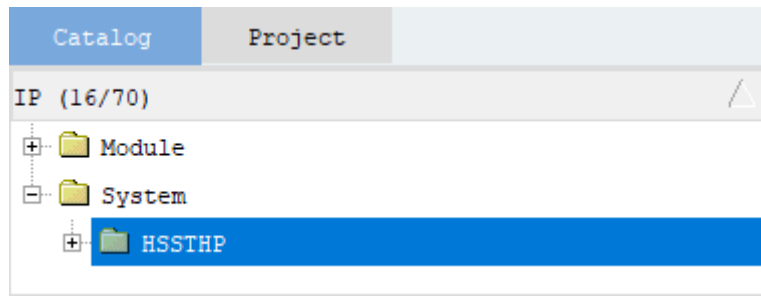 Catalog Project
IP (16/70)
Module
System
HSSTHP